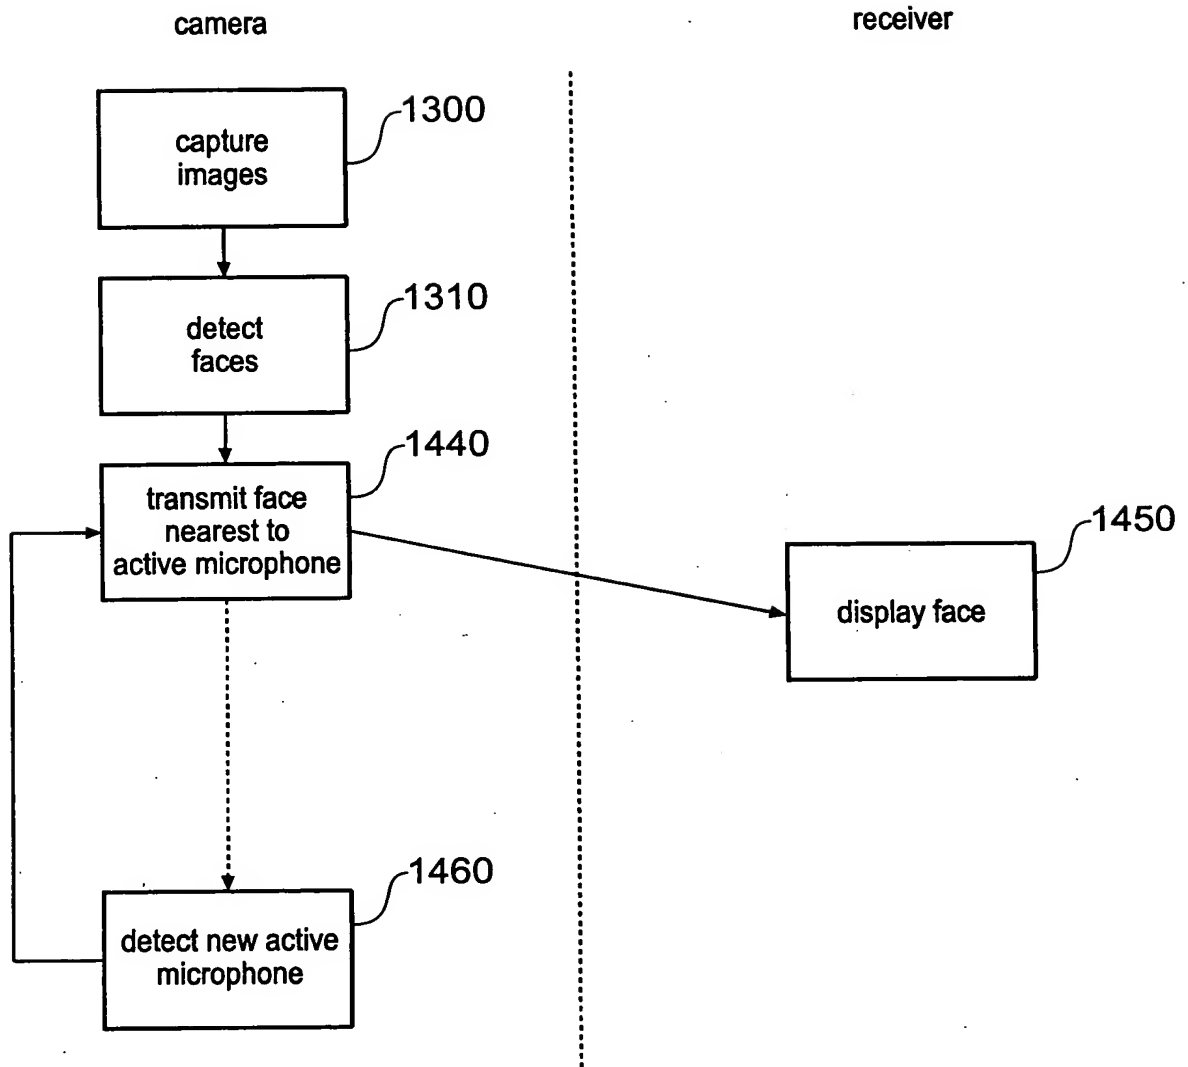 camera
receiver
capture
images
1300
detect
faces
1310
transmit face
nearest to
active microphone
1440
display face
1450
detect new active
microphone
1460